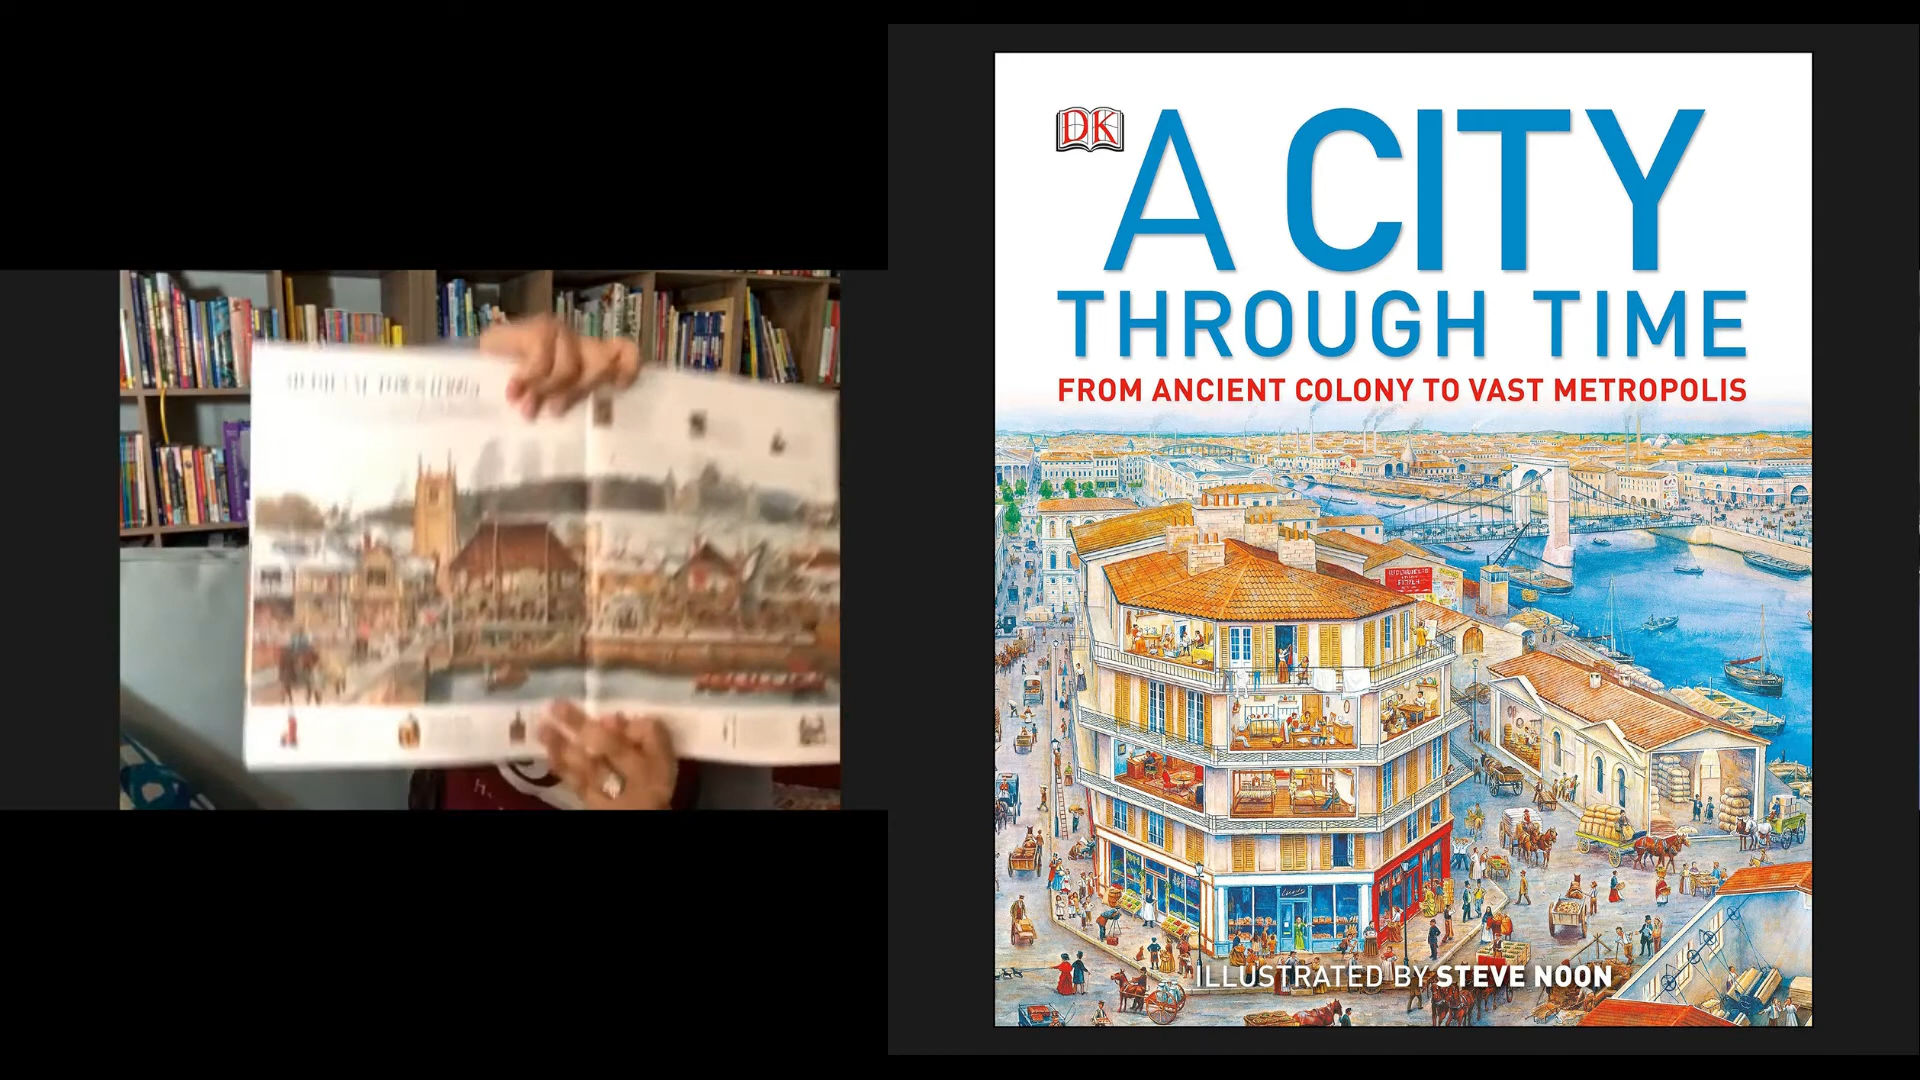 DK
A CITY
THROUGH TIME
FROM ANCIENT COLONY TO VAST METROPOLIS
ILLUSTRATED BY STEVE NOON